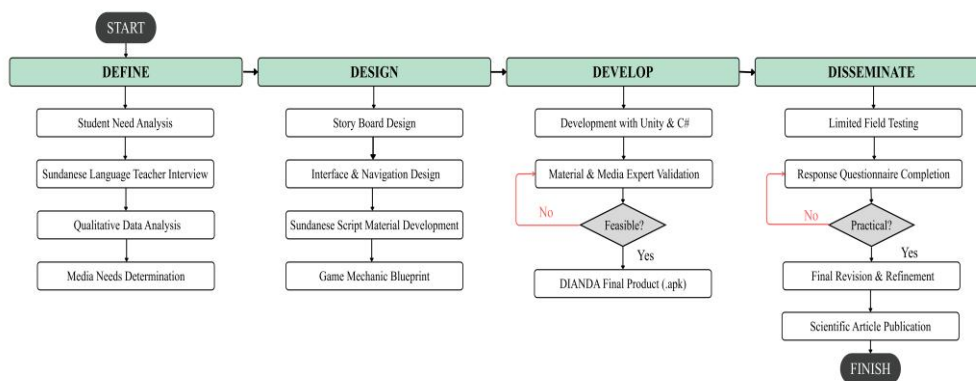 START
DEFINE
Student Need Analysis
Sundanese Language Teacher Interview
Qualitative Data Analysis
Media Needs Determination
DESIGN
Story Board Design
Interface & Navigation Design
Sundanese Script Material Development
Game Mechanic Blueprint
DEVELOP
Development with Unity & C#
Material & Media Expert Validation
No
Feasible?
Yes
DIANDA Final Product (.apk)
DISSEMINATE
Limited Field Testing
Response Questionnaire Completion
No
Practical?
Yes
Final Revision & Refinement
Scientific Article Publication
FINISH